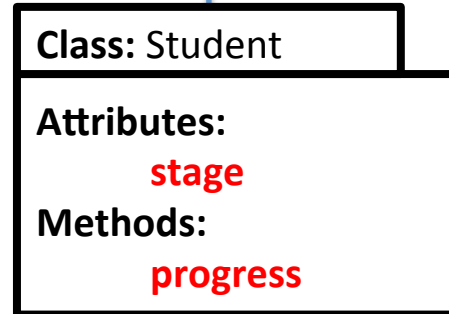 Class: Student
Attributes:
stage
Methods:
progress